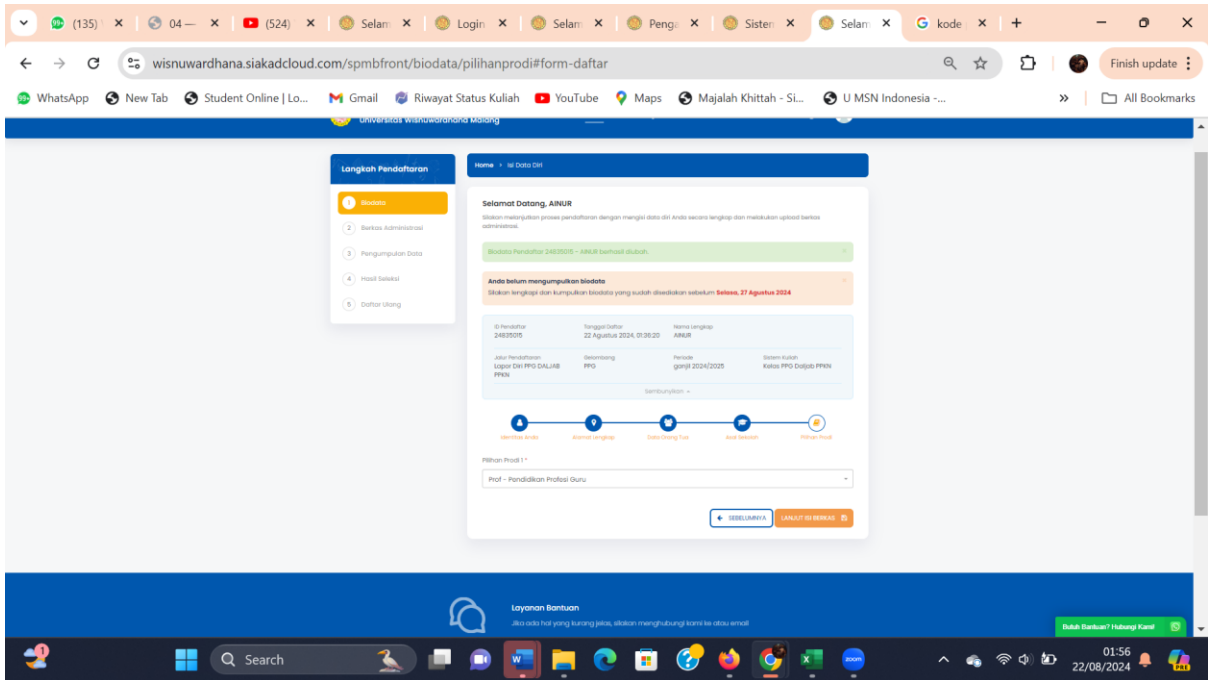 (135)
04 —
(524)
Selam
Login
Selam
Penga
Sisten
Selam
kode
wisnuwardhana.siakadcloud.com/spmbfront/biodata/pilihanprodi#form-daftar
Finish update
WhatsApp
New Tab
Student Online | Lo...
Gmail
Riwayat Status Kuliah
YouTube
Maps
Majalah Khittah - Si...
U MSN Indonesia -...
All Bookmarks
Universitas Wisnuwardhana Malang
Langkah Pendaftaran
1 Biodata
2 Berkas Administrasi
3 Pengumpulan Data
4 Hasil Seleksi
5 Daftar Ulang
Home > Isi Data Diri
Selamat Datang, AINUR
Silakan melanjutkan proses pendaftaran dengan mengisi data diri Anda secara lengkap dan melakukan upload berkas
administrasi.
Biodata Pendaftar 24835015 - AINUR berhasil diubah.
Anda belum mengumpulkan biodata
Silakan lengkapi dan kumpulkan biodata yang sudah disediakan sebelum Selasa, 27 Agustus 2024
ID Pendaftar
24835015
Tanggal Daftar
22 Agustus 2024, 01:36:20
Nama Lengkap
AINUR
Jalur Pendaftaran
Lapor Diri PPG DALJAB
PPKN
Gelombang
PPG
Periode
ganjil 2024/2025
Sistem Kuliah
Kelas PPG Daljab PPKN
Sembunyikan
Identitas Anda
Alamat Lengkap
Data Orang Tua
Asal Sekolah
Pilihan Prodi
Pilihan Prodi 1 *
Prof - Pendidikan Profesi Guru
SEBELUMNYA
LANJUT ISI BERKAS
Layanan Bantuan
Jika ada hal yang kurang jelas, silakan menghubungi kami ke atau email
Butuh Bantuan? Hubungi Kami!
1
Search
zoom
01:56
22/08/2024
PRE